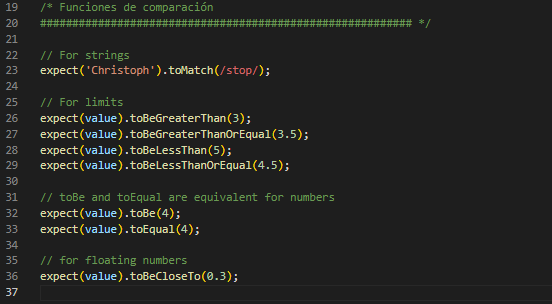 19 /* Funciones de comparación
20 ########################################################## */
21
22 // For strings
23 expect('Christoph').toMatch(/stop/);
24
25 // For limits
26 expect(value).toBeGreaterThan(3);
27 expect(value).toBeGreaterThanOrEqual(3.5);
28 expect(value).toBeLessThan(5);
29 expect(value).toBeLessThanOrEqual(4.5);
30
31 // toBe and toEqual are equivalent for numbers
32 expect(value).toBe(4);
33 expect(value).toEqual(4);
34
35 // for floating numbers
36 expect(value).toBeCloseTo(0.3);
37